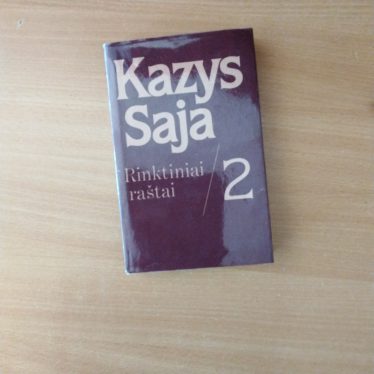 Kazys
Saja
Rinktiniai
raštai
/2